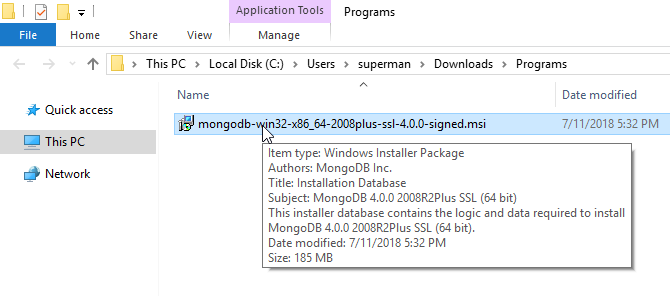 Application Tools Programs
File Home Share View Manage
This PC Local Disk (C:) Users superman Downloads Programs
Name Date modified
Quick access
This PC
Network
mongodb-win32-x86_64-2008plus-ssl-4.0.0-signed.msi 7/11/2018 5:32 PM
Item type: Windows Installer Package
Authors: MongoDB Inc.
Title: Installation Database
Subject: MongoDB 4.0.0 2008R2Plus SSL (64 bit)
This installer database contains the logic and data required to install
MongoDB 4.0.0 2008R2Plus SSL (64 bit).
Date modified: 7/11/2018 5:32 PM
Size: 185 MB